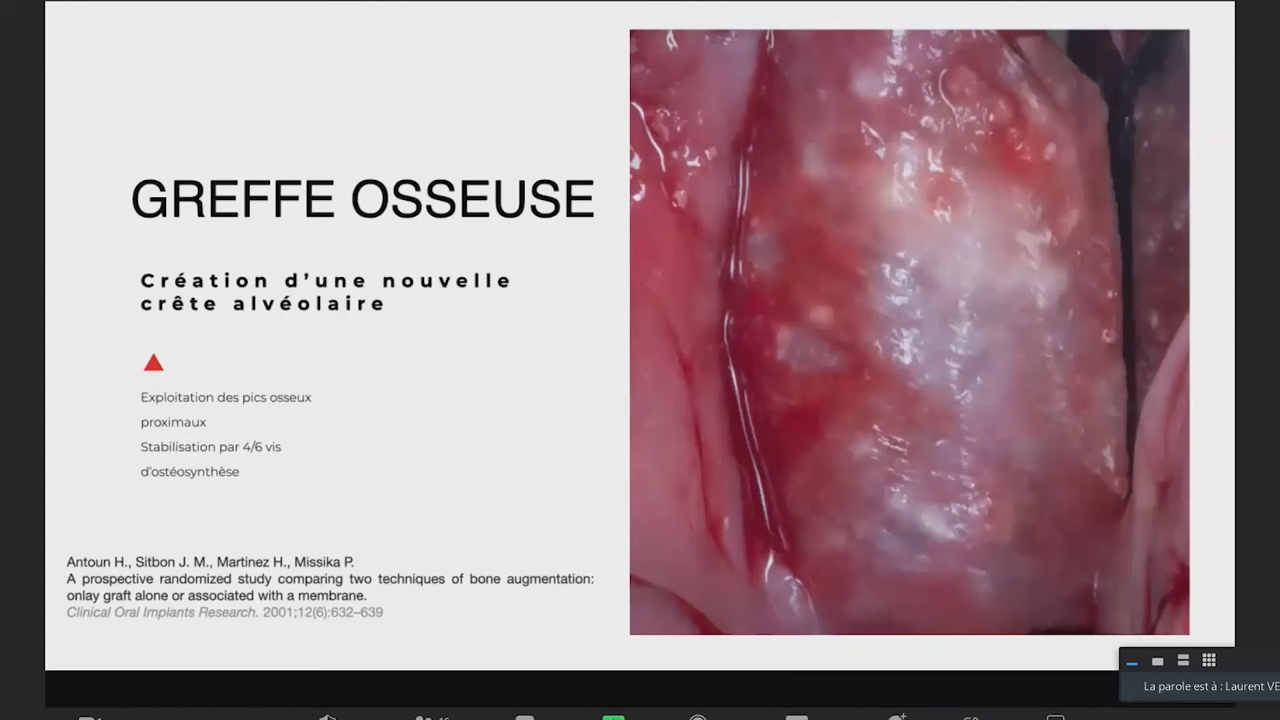 GREFFE OSSEUSE
Création d’une nouvelle
crête alvéolaire
Exploitation des pics osseux
proximaux
Stabilisation par 4/6 vis
d’ostéosynthèse
Antoun H., Sitbon J. M., Martinez H., Missika P.
A prospective randomized study comparing two techniques of bone augmentation:
onlay graft alone or associated with a membrane.
Clinical Oral Implants Research. 2001;12(6):632–639
La parole est à : Laurent VE